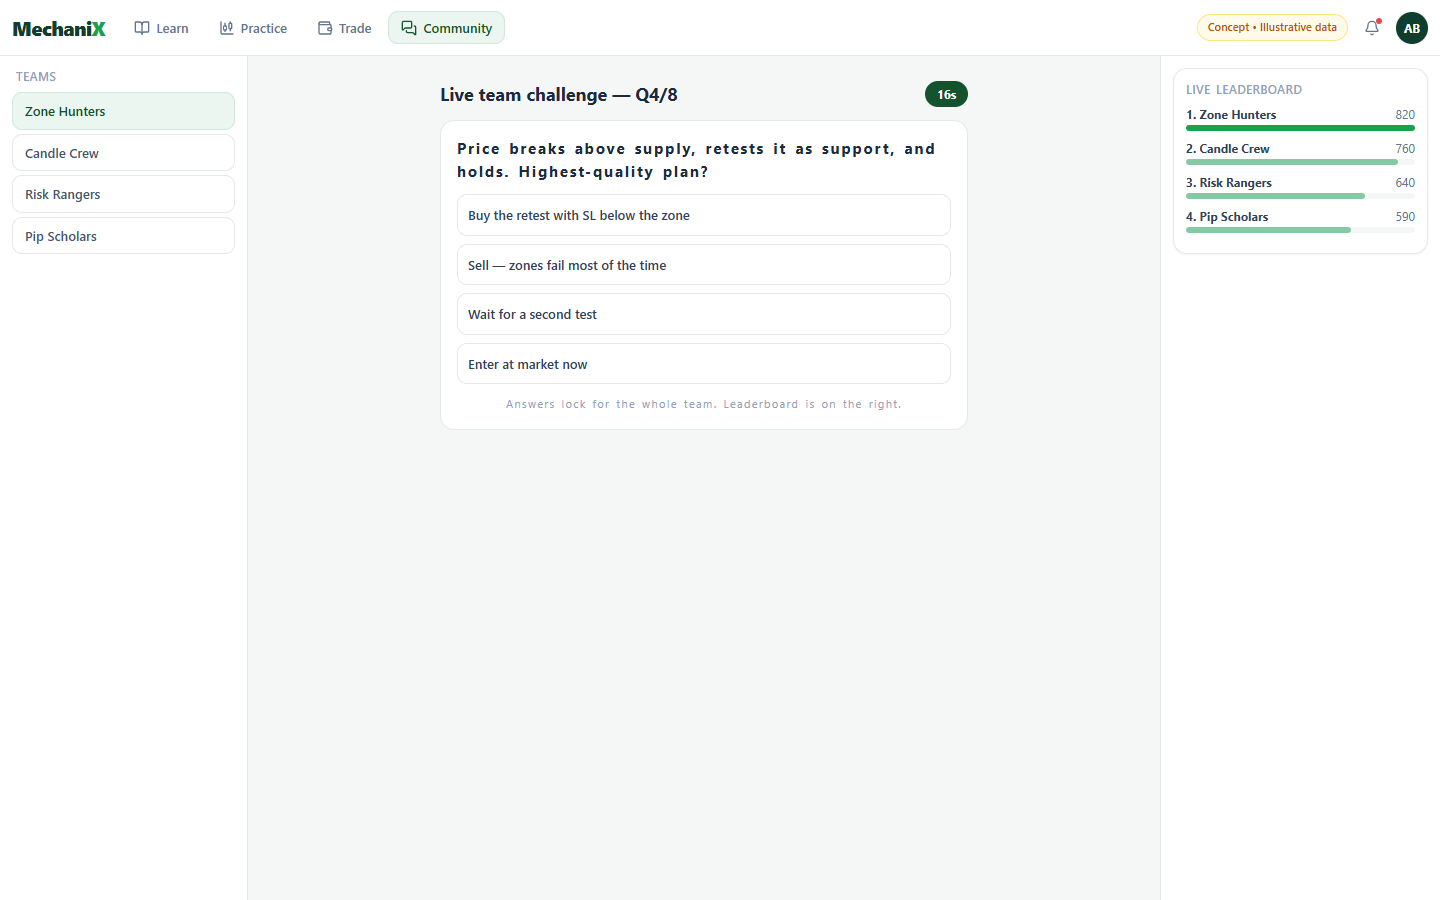 MechaniX
Learn
Practice
Trade
Community
Concept • Illustrative data
AB
TEAMS
Zone Hunters
Candle Crew
Risk Rangers
Pip Scholars
Live team challenge — Q4/8
16s
Price breaks above supply, retests it as support, and
holds. Highest-quality plan?
Buy the retest with SL below the zone
Sell — zones fail most of the time
Wait for a second test
Enter at market now
Answers lock for the whole team. Leaderboard is on the right.
LIVE LEADERBOARD
1. Zone Hunters 820
2. Candle Crew 760
3. Risk Rangers 640
4. Pip Scholars 590